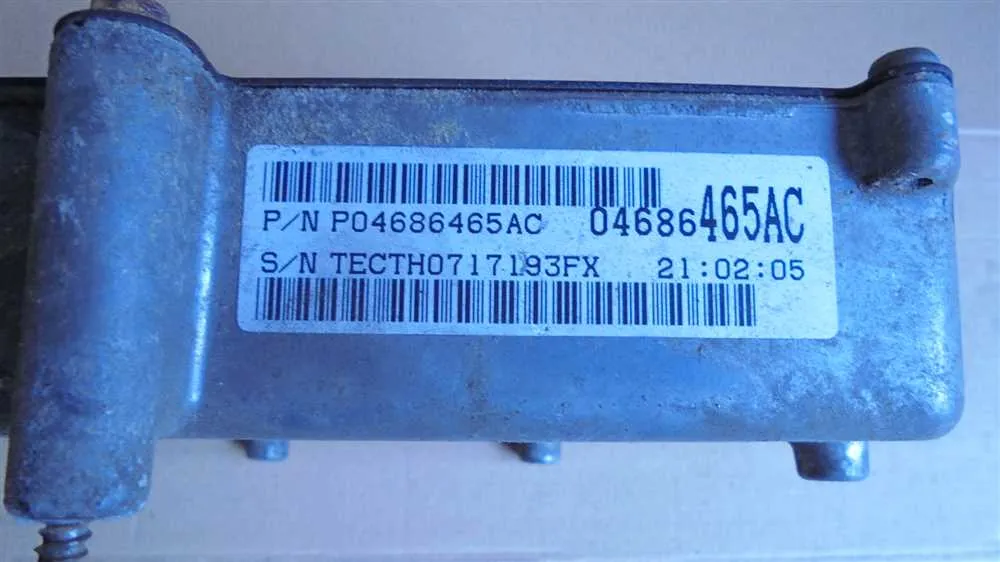 P/N P04686465AC 04686465AC
S/N TECTH0717193FX 21:02:05